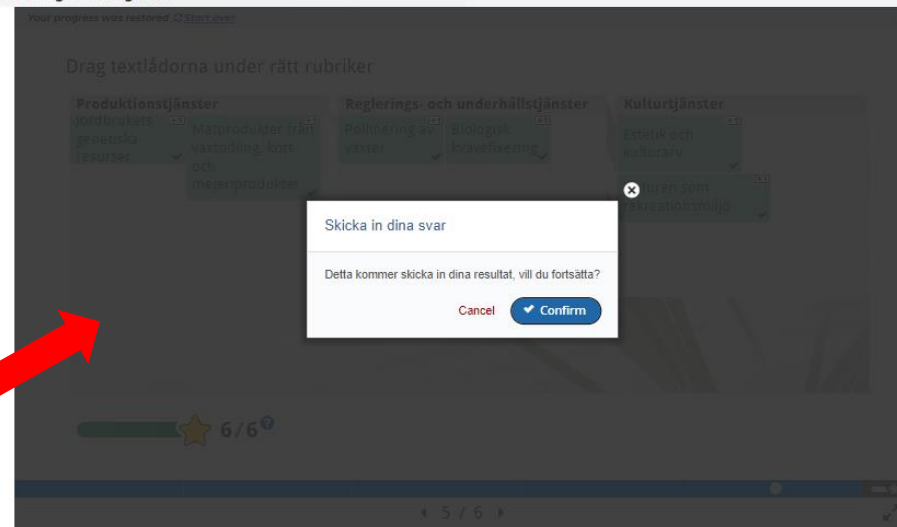 Your progress was restored Start over
Drag textlådorna under rätt rubriker
Produktionstjänster
Reglerings- och underhållstjänster
Kulturtjänster
Jordbrukets
genetiska
resurser
Matprodukter från
växtodling, kött-
och
mejeriprodukter
Pollinering av
växter
Biologisk
kvävefixering
Estetik och
kulturarv
Naturen som
rekreationsmiljö
Skicka in dina svar
Detta kommer skicka in dina resultat, vill du fortsätta?
Cancel
Confirm
6/6
5 / 6